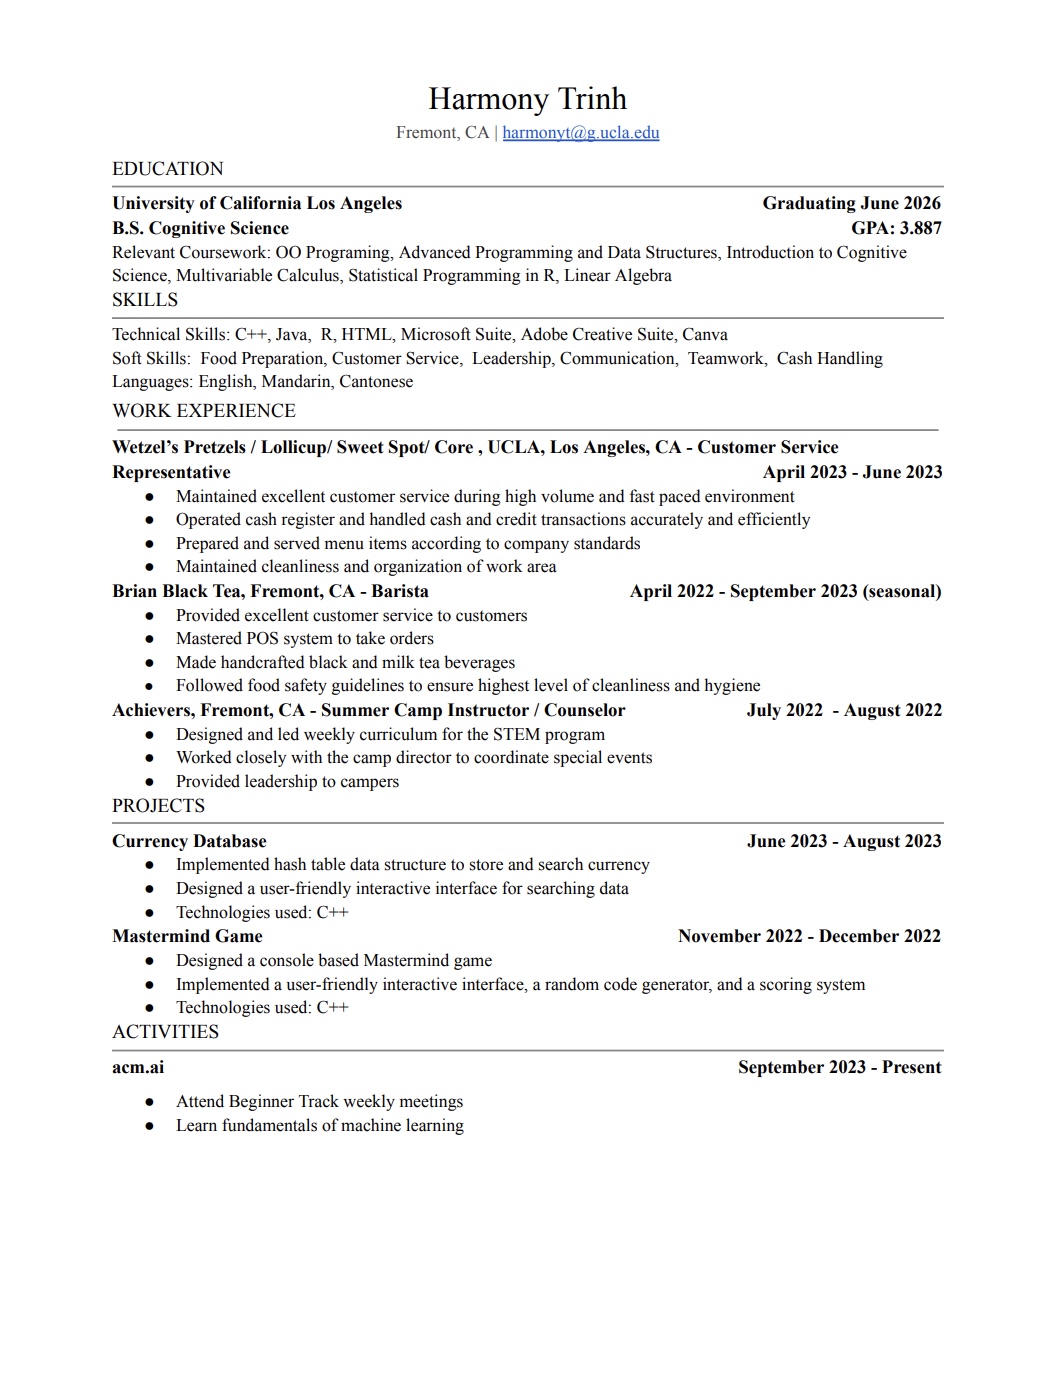 Harmony Trinh
Fremont, CA | harmonyt@g.ucla.edu
EDUCATION
University of California Los Angeles Graduating June 2026
B.S. Cognitive Science GPA: 3.887
Relevant Coursework: OO Programing, Advanced Programming and Data Structures, Introduction to Cognitive
Science, Multivariable Calculus, Statistical Programming in R, Linear Algebra
SKILLS
Technical Skills: C++, Java,  R, HTML, Microsoft Suite, Adobe Creative Suite, Canva
Soft Skills:  Food Preparation, Customer Service,  Leadership, Communication,  Teamwork,  Cash Handling
Languages: English, Mandarin, Cantonese
WORK EXPERIENCE
Wetzel’s Pretzels / Lollicup/ Sweet Spot/ Core , UCLA, Los Angeles, CA - Customer Service
Representative April 2023 - June 2023
● Maintained excellent customer service during high volume and fast paced environment
● Operated cash register and handled cash and credit transactions accurately and efficiently
● Prepared and served menu items according to company standards
● Maintained cleanliness and organization of work area
Brian Black Tea, Fremont, CA - Barista April 2022 - September 2023 (seasonal)
● Provided excellent customer service to customers
● Mastered POS system to take orders
● Made handcrafted black and milk tea beverages
● Followed food safety guidelines to ensure highest level of cleanliness and hygiene
Achievers, Fremont, CA - Summer Camp Instructor / Counselor July 2022  - August 2022
● Designed and led weekly curriculum for the STEM program
● Worked closely with the camp director to coordinate special events
● Provided leadership to campers
PROJECTS
Currency Database June 2023 - August 2023
● Implemented hash table data structure to store and search currency
● Designed a user-friendly interactive interface for searching data
● Technologies used: C++
Mastermind Game November 2022 - December 2022
● Designed a console based Mastermind game
● Implemented a user-friendly interactive interface, a random code generator, and a scoring system
● Technologies used: C++
ACTIVITIES
acm.ai September 2023 - Present
● Attend Beginner Track weekly meetings
● Learn fundamentals of machine learning